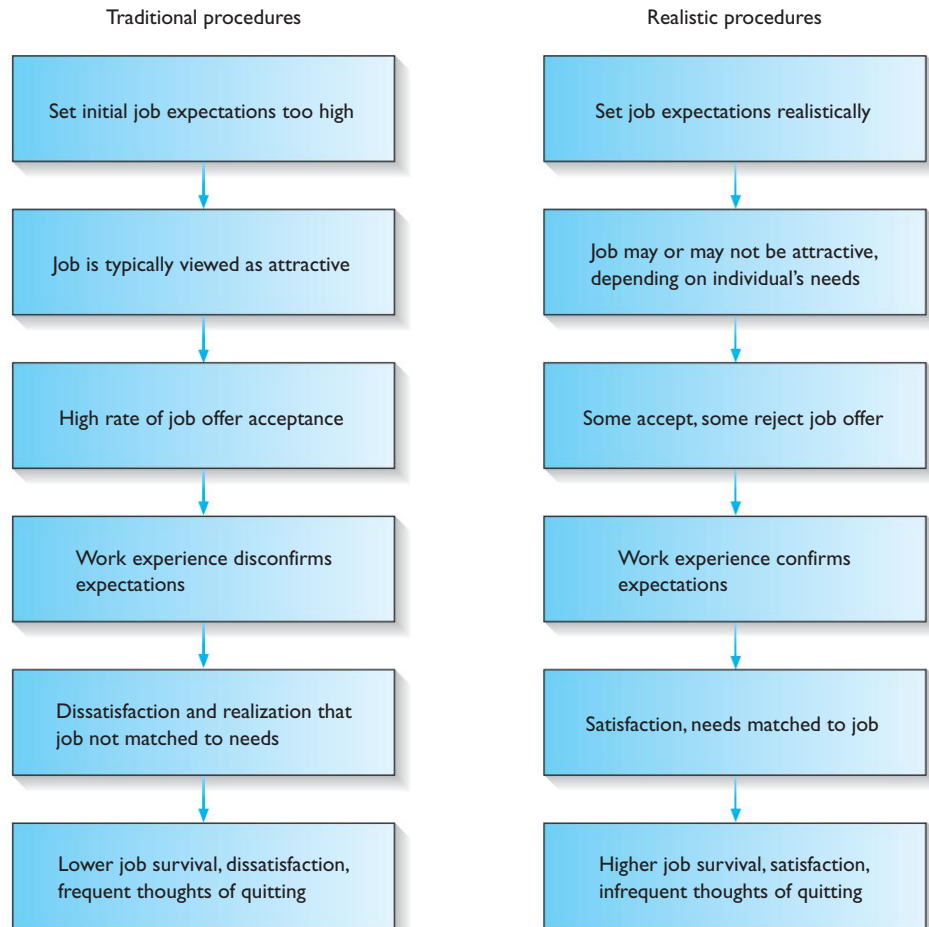 Traditional procedures
Set initial job expectations too high
Job is typically viewed as attractive
High rate of job offer acceptance
Work experience disconfirms
expectations
Dissatisfaction and realization that
job not matched to needs
Lower job survival, dissatisfaction,
frequent thoughts of quitting
Realistic procedures
Set job expectations realistically
Job may or may not be attractive,
depending on individual’s needs
Some accept, some reject job offer
Work experience confirms
expectations
Satisfaction, needs matched to job
Higher job survival, satisfaction,
infrequent thoughts of quitting